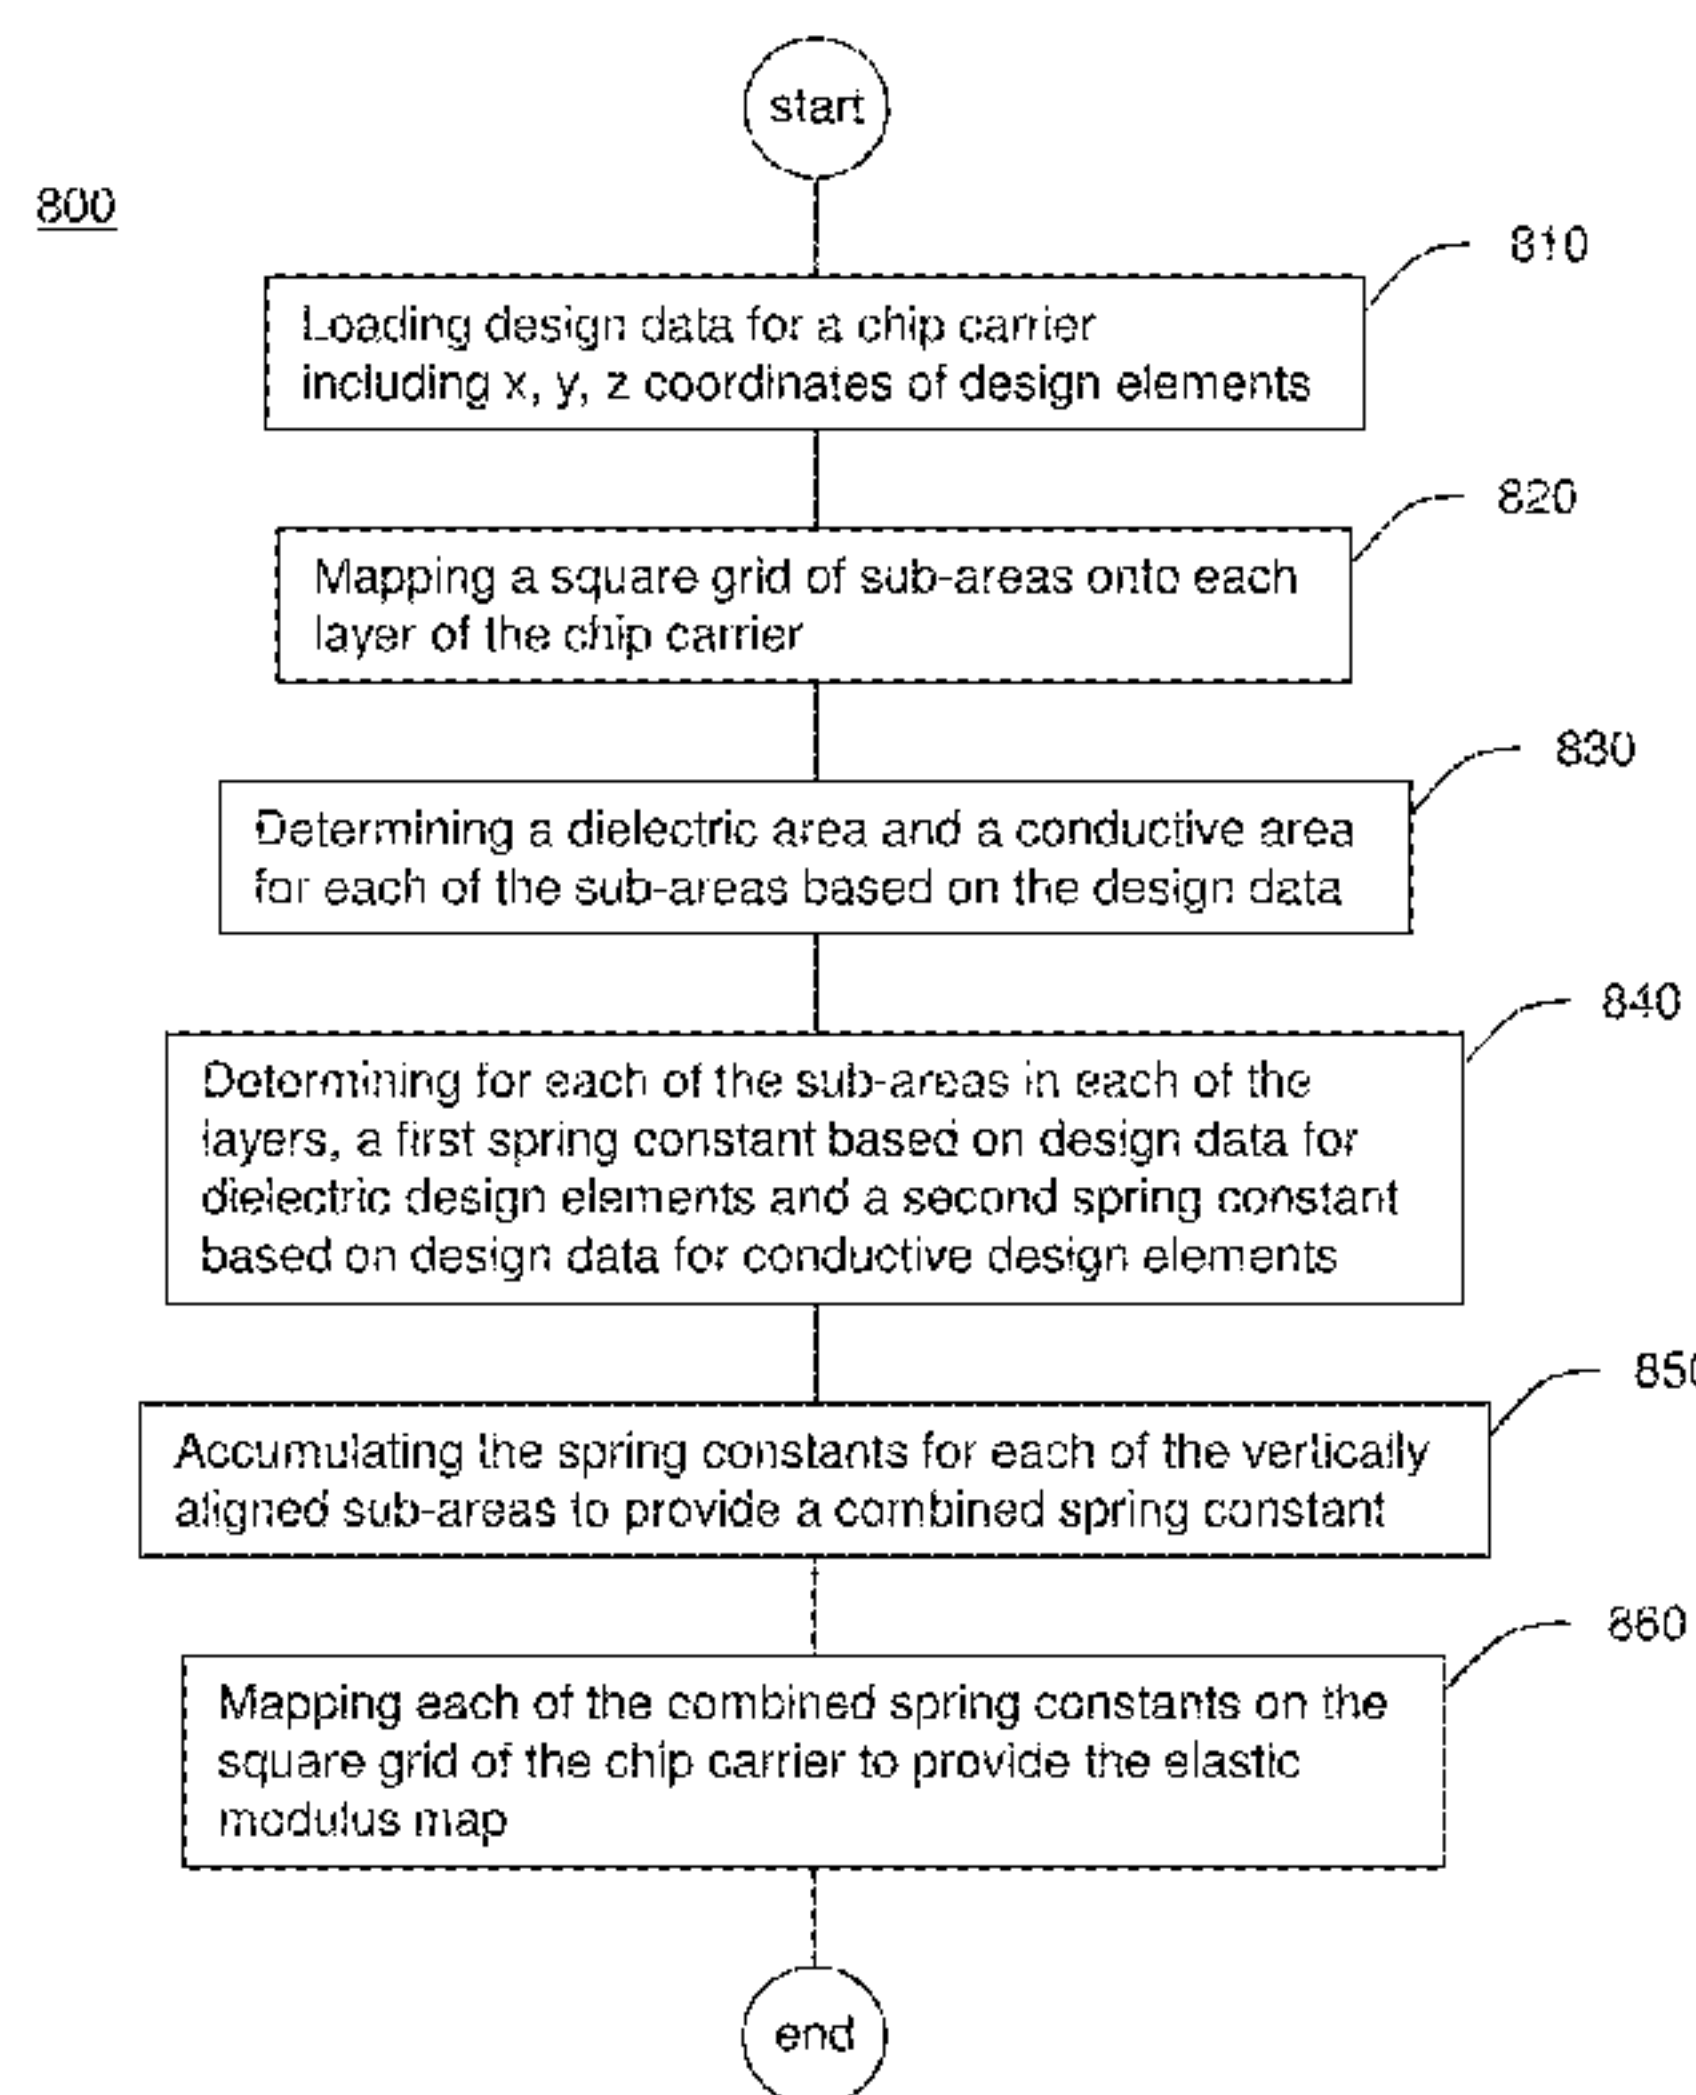 start
800
810
Loading design data for a chip carrier
including x, y, z coordinates of design elements
820
Mapping a square grid of sub-areas onto each
layer of the chip carrier
830
Determining a dielectric area and a conductive area
for each of the sub-areas based on the design data
840
Determining for each of the sub-areas in each of the
layers, a first spring constant based on design data for
dielectric design elements and a second spring constant
based on design data for conductive design elements
850
Accumulating the spring constants for each of the vertically
aligned sub-areas to provide a combined spring constant
860
Mapping each of the combined spring constants on the
square grid of the chip carrier to provide the elastic
modulus map
end